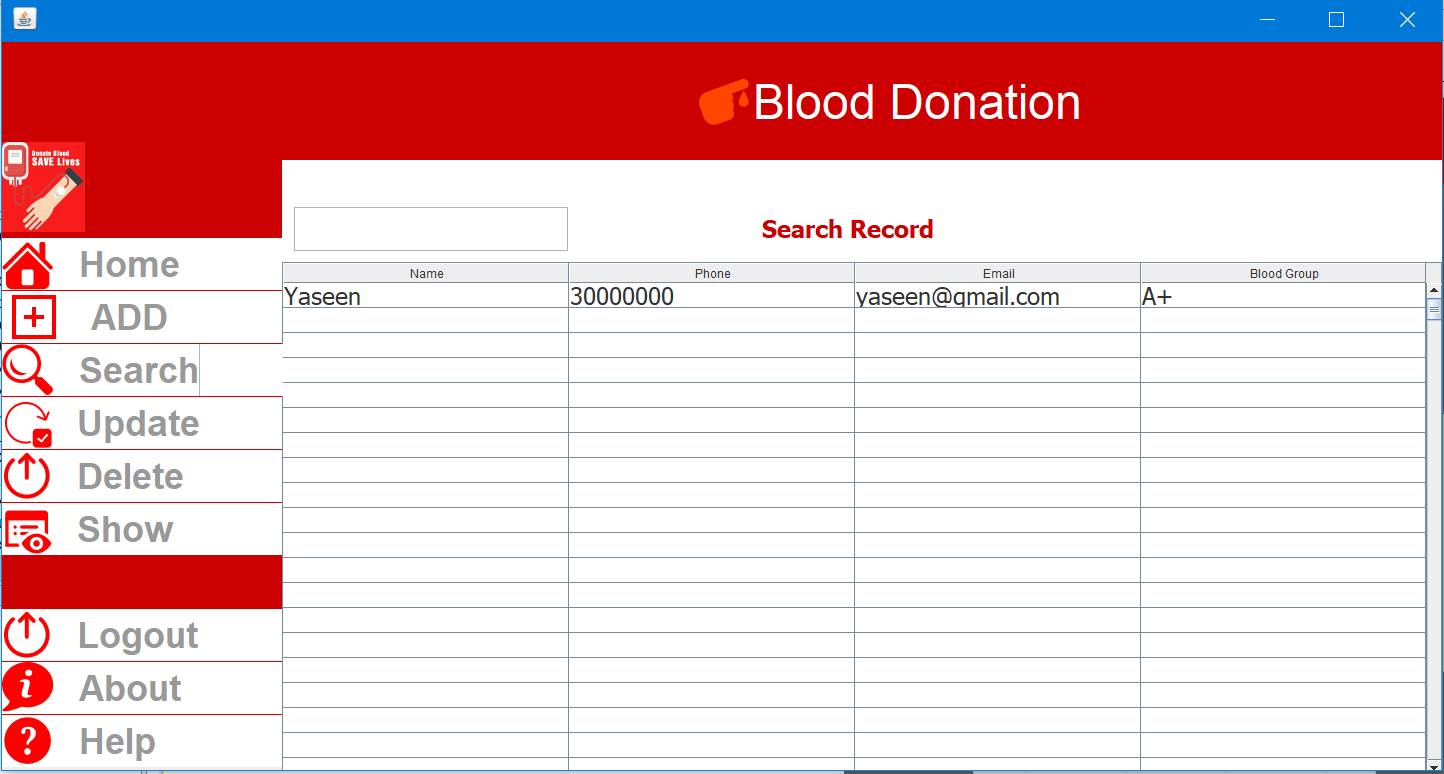 Blood Donation
Donate Blood
SAVE Lives
Search Record
Home
ADD
Search
Update
Delete
Show
Logout
About
Help
Name Phone Email Blood Group
Yaseen 30000000 yaseen@gmail.com A+